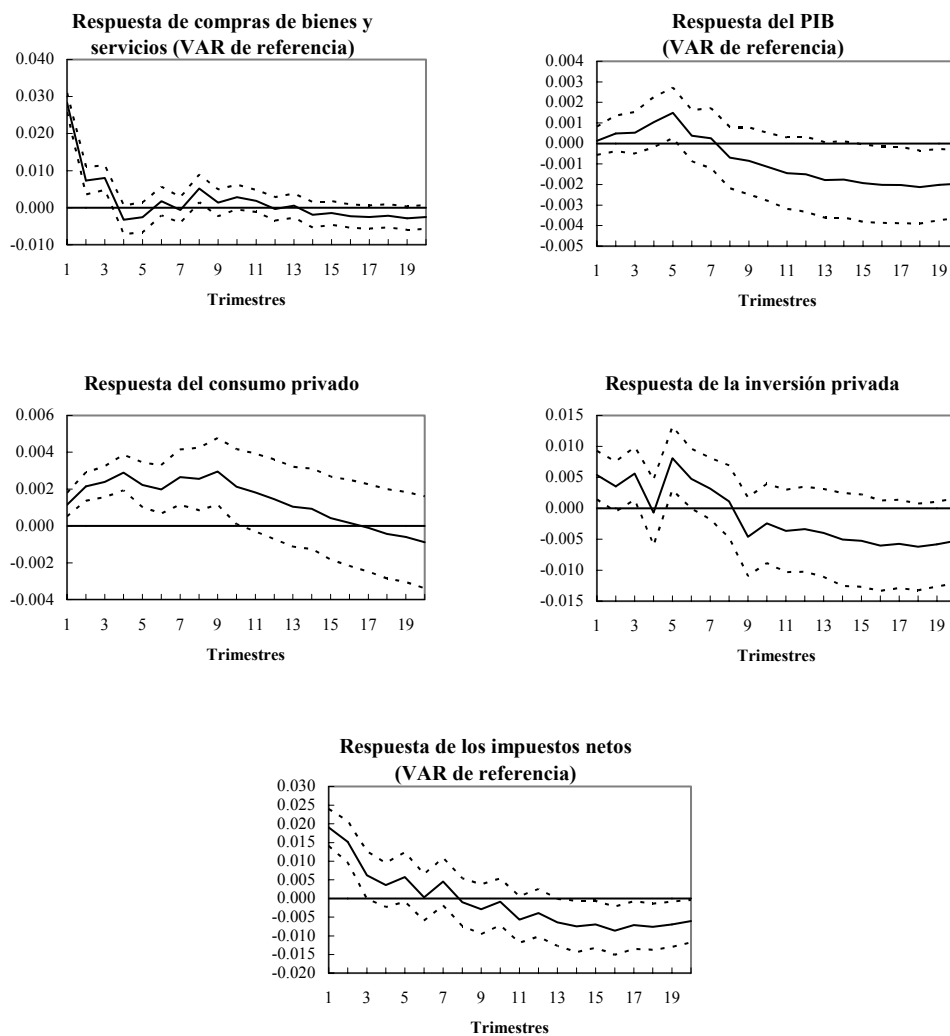 Respuesta de compras de bienes y
servicios (VAR de referencia)
0.040
0.030
0.020
0.010
0.000
-0.010
1 3 5 7 9 11 13 15 17 19
Trimestres
Respuesta del PIB
(VAR de referencia)
0.004
0.003
0.002
0.001
0.000
-0.001
-0.002
-0.003
-0.004
-0.005
1 3 5 7 9 11 13 15 17 19
Trimestres
Respuesta del consumo privado
0.006
0.004
0.002
0.000
-0.002
-0.004
1 3 5 7 9 11 13 15 17 19
Trimestres
Respuesta de la inversión privada
0.015
0.010
0.005
0.000
-0.005
-0.010
-0.015
1 3 5 7 9 11 13 15 17 19
Trimestres
Respuesta de los impuestos netos
(VAR de referencia)
0.030
0.025
0.020
0.015
0.010
0.005
0.000
-0.005
-0.010
-0.015
-0.020
1 3 5 7 9 11 13 15 17 19
Trimestres